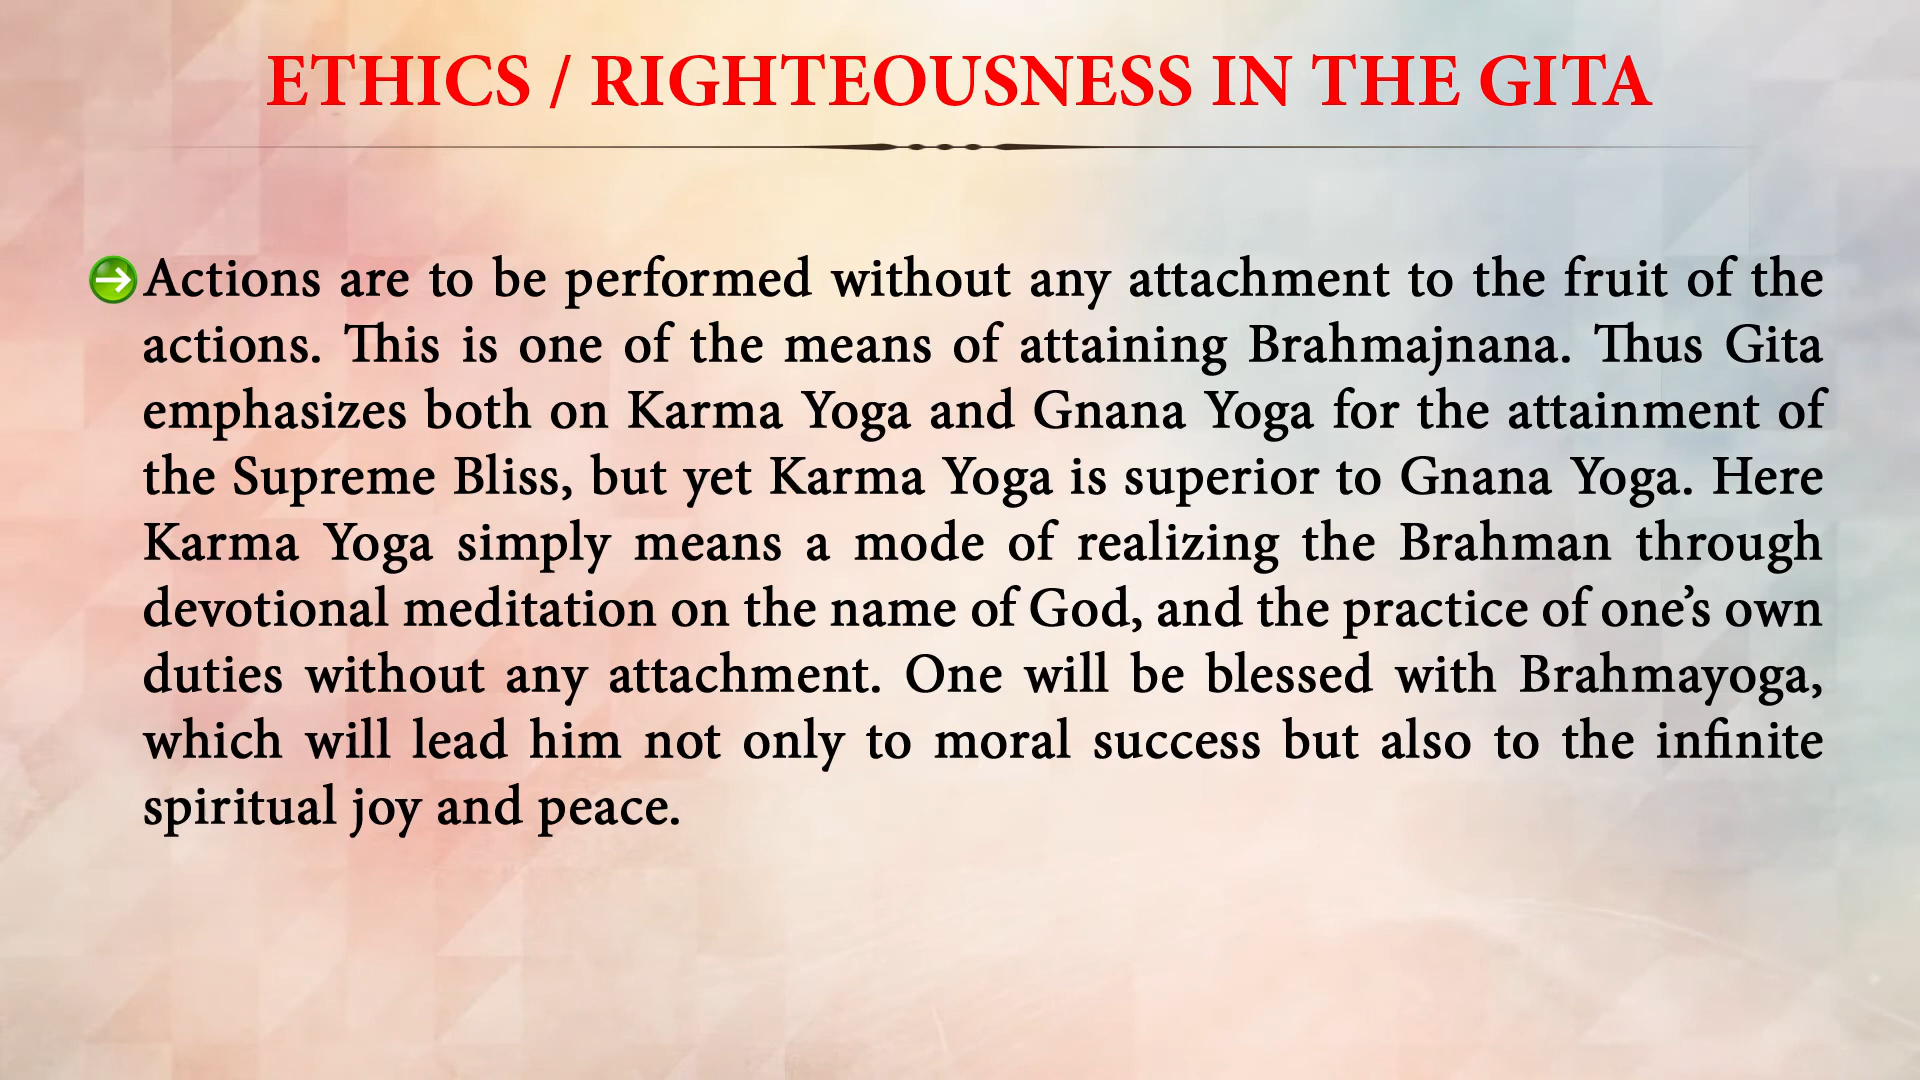 ETHICS / RIGHTEOUSNESS IN THE GITA
Actions are to be performed without any attachment to the fruit of the
actions. This is one of the means of attaining Brahmajnana. Thus Gita
emphasizes both on Karma Yoga and Gnana Yoga for the attainment of
the Supreme Bliss, but yet Karma Yoga is superior to Gnana Yoga. Here
Karma Yoga simply means a mode of realizing the Brahman through
devotional meditation on the name of God, and the practice of one’s own
duties without any attachment. One will be blessed with Brahmayoga,
which will lead him not only to moral success but also to the infinite
spiritual joy and peace.